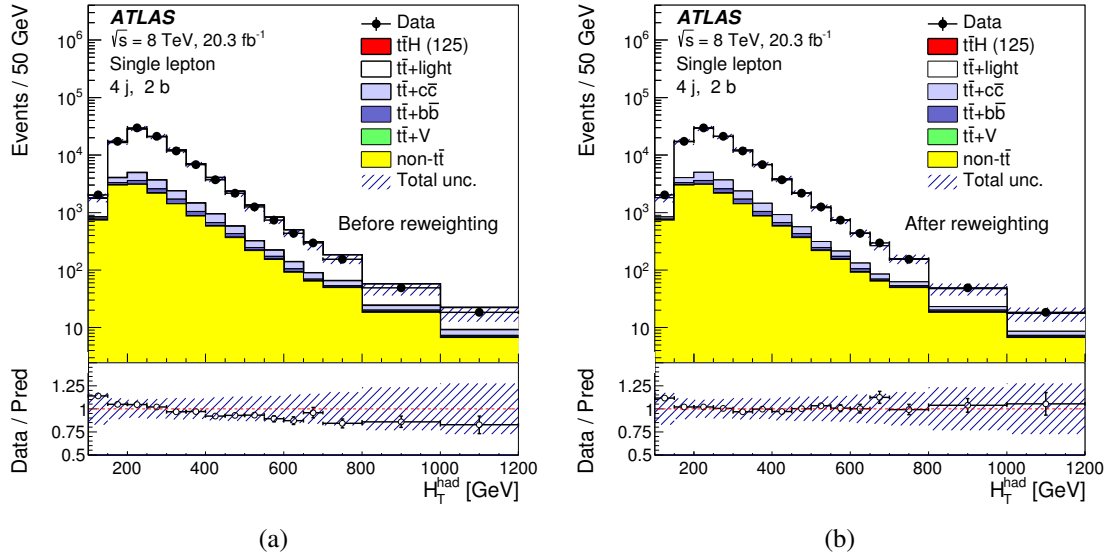 ATLAS
√s = 8 TeV, 20.3 fb⁻¹
Single lepton
4 j, 2 b
Data
tt̄H (125)
tt̄+light
tt̄+cc̄
tt̄+bb̄
tt̄+V
non-tt̄
Total unc.
Before reweighting
Events / 50 GeV
10⁶
10⁵
10⁴
10³
10²
10
Data / Pred
1.25
1
0.75
0.5
200 400 600 800 1000 1200
H_T^had [GeV]
(a)
ATLAS
√s = 8 TeV, 20.3 fb⁻¹
Single lepton
4 j, 2 b
Data
tt̄H (125)
tt̄+light
tt̄+cc̄
tt̄+bb̄
tt̄+V
non-tt̄
Total unc.
After reweighting
Events / 50 GeV
10⁶
10⁵
10⁴
10³
10²
10
Data / Pred
1.25
1
0.75
0.5
200 400 600 800 1000 1200
H_T^had [GeV]
(b)